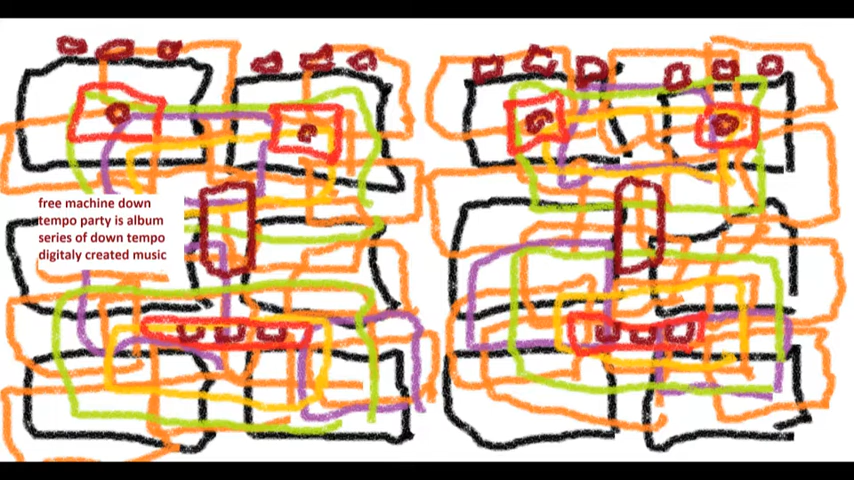 free machine down
tempo party is album
series of down tempo
digitaly created music